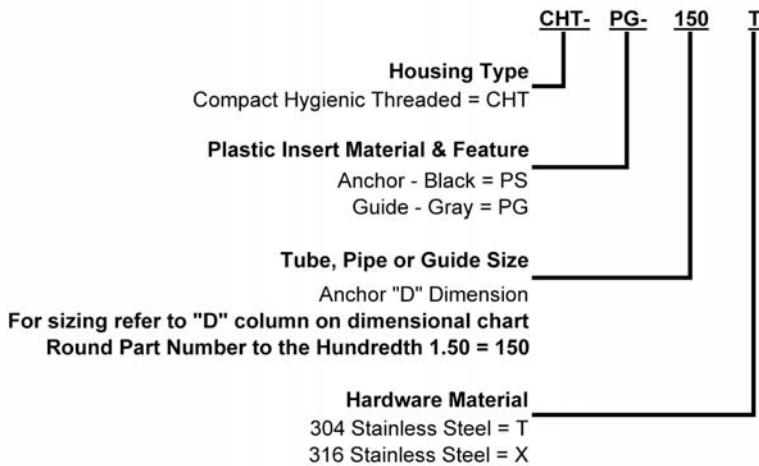 CHT- PG- 150 T
Housing Type
Compact Hygienic Threaded = CHT
Plastic Insert Material & Feature
Anchor - Black = PS
Guide - Gray = PG
Tube, Pipe or Guide Size
Anchor "D" Dimension
For sizing refer to "D" column on dimensional chart
Round Part Number to the Hundredth 1.50 = 150
Hardware Material
304 Stainless Steel = T
316 Stainless Steel = X